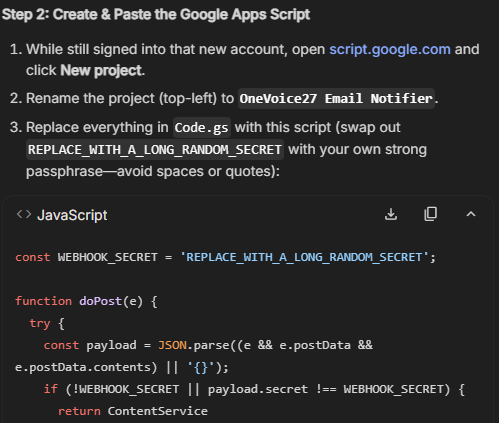 Step 2: Create & Paste the Google Apps Script
1. While still signed into that new account, open script.google.com and
click New project.
2. Rename the project (top-left) to OneVoice27 Email Notifier.
3. Replace everything in Code.gs with this script (swap out
REPLACE_WITH_A_LONG_RANDOM_SECRET with your own strong
passphrase—avoid spaces or quotes):
<> JavaScript
const WEBHOOK_SECRET = 'REPLACE_WITH_A_LONG_RANDOM_SECRET';
function doPost(e) {
try {
const payload = JSON.parse((e && e.postData &&
e.postData.contents) || '{}');
if (!WEBHOOK_SECRET || payload.secret !== WEBHOOK_SECRET) {
return ContentService